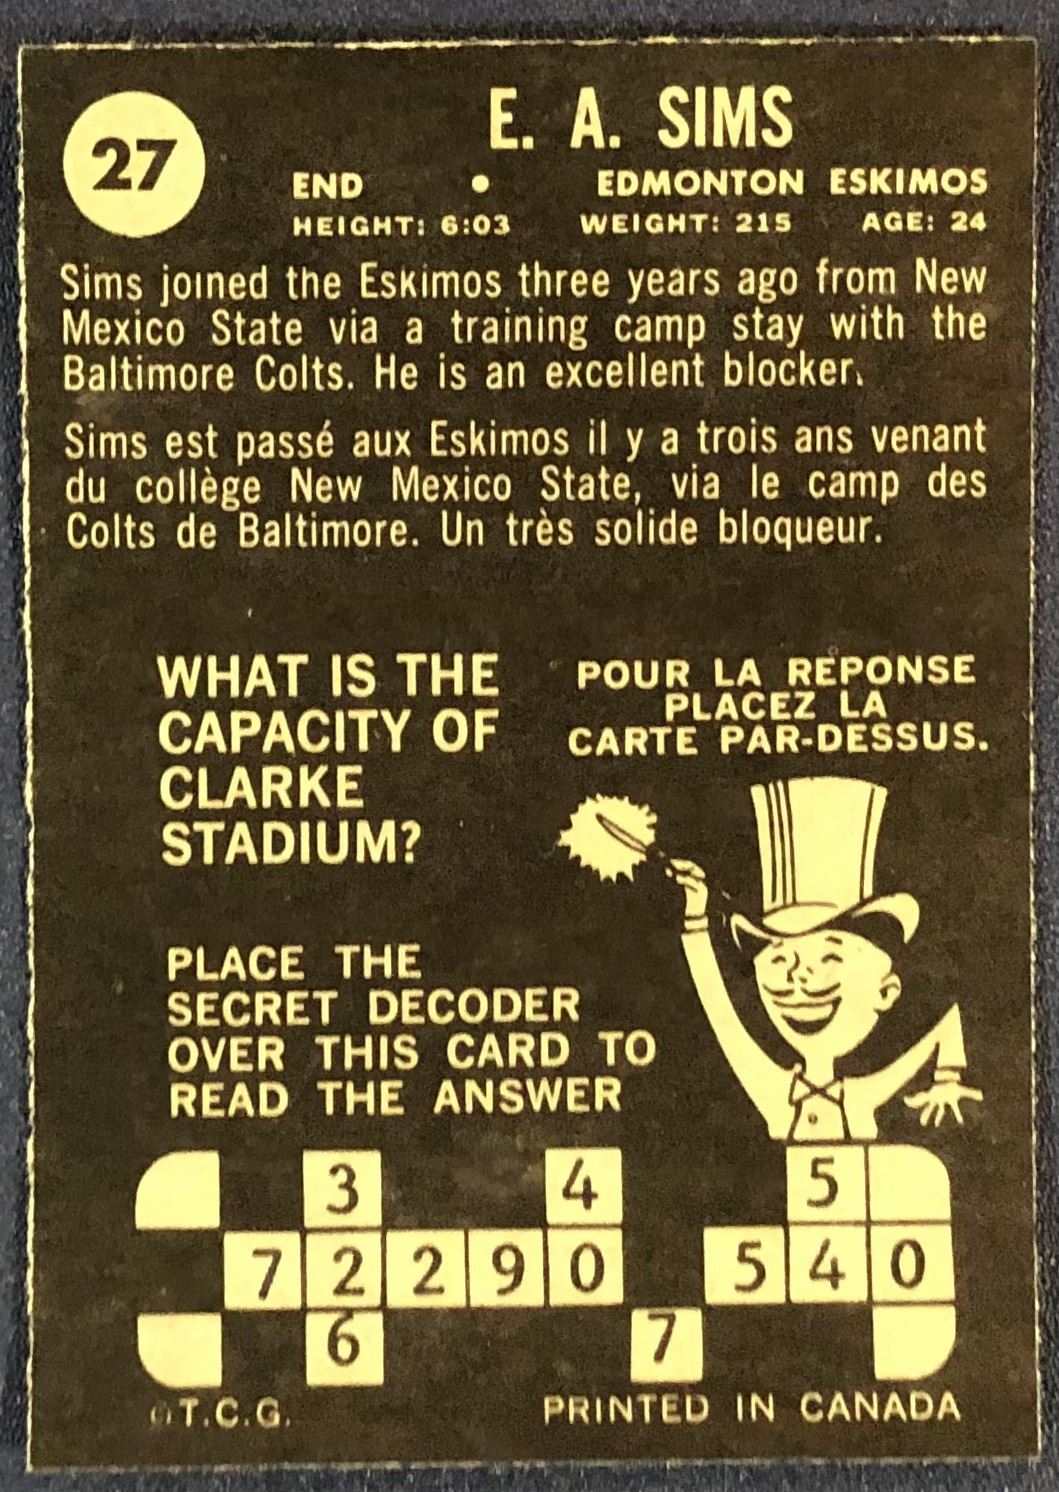 27
E. A. SIMS
END • EDMONTON ESKIMOS
HEIGHT: 6:03 WEIGHT: 215 AGE: 24
Sims joined the Eskimos three years ago from New
Mexico State via a training camp stay with the
Baltimore Colts. He is an excellent blocker.
Sims est passé aux Eskimos il y a trois ans venant
du collège New Mexico State, via le camp des
Colts de Baltimore. Un très solide bloqueur.
WHAT IS THE
CAPACITY OF
CLARKE
STADIUM?
POUR LA RÉPONSE
PLACEZ LA
CARTE PAR-DESSUS.
PLACE THE
SECRET DECODER
OVER THIS CARD TO
READ THE ANSWER
3 4 5
7 2 2 9 0 5 4 0
6 7
© T.C.G. PRINTED IN CANADA